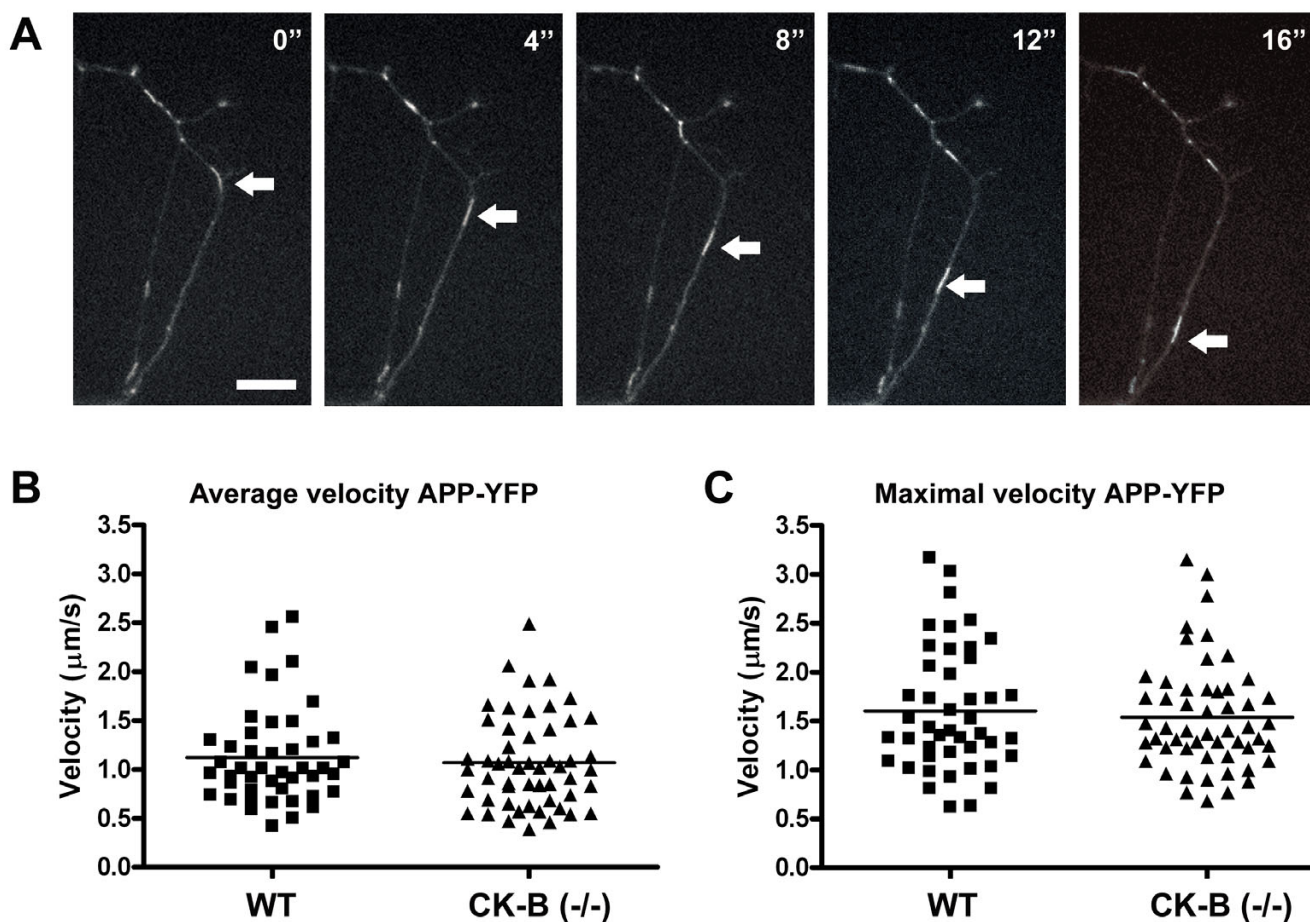 A
0”
4”
8”
12”
16”
B
Average velocity APP-YFP
Velocity (μm/s)
3.5
3.0
2.5
2.0
1.5
1.0
0.5
0.0
WT
CK-B (-/-)
C
Maximal velocity APP-YFP
Velocity (μm/s)
3.5
3.0
2.5
2.0
1.5
1.0
0.5
0.0
WT
CK-B (-/-)